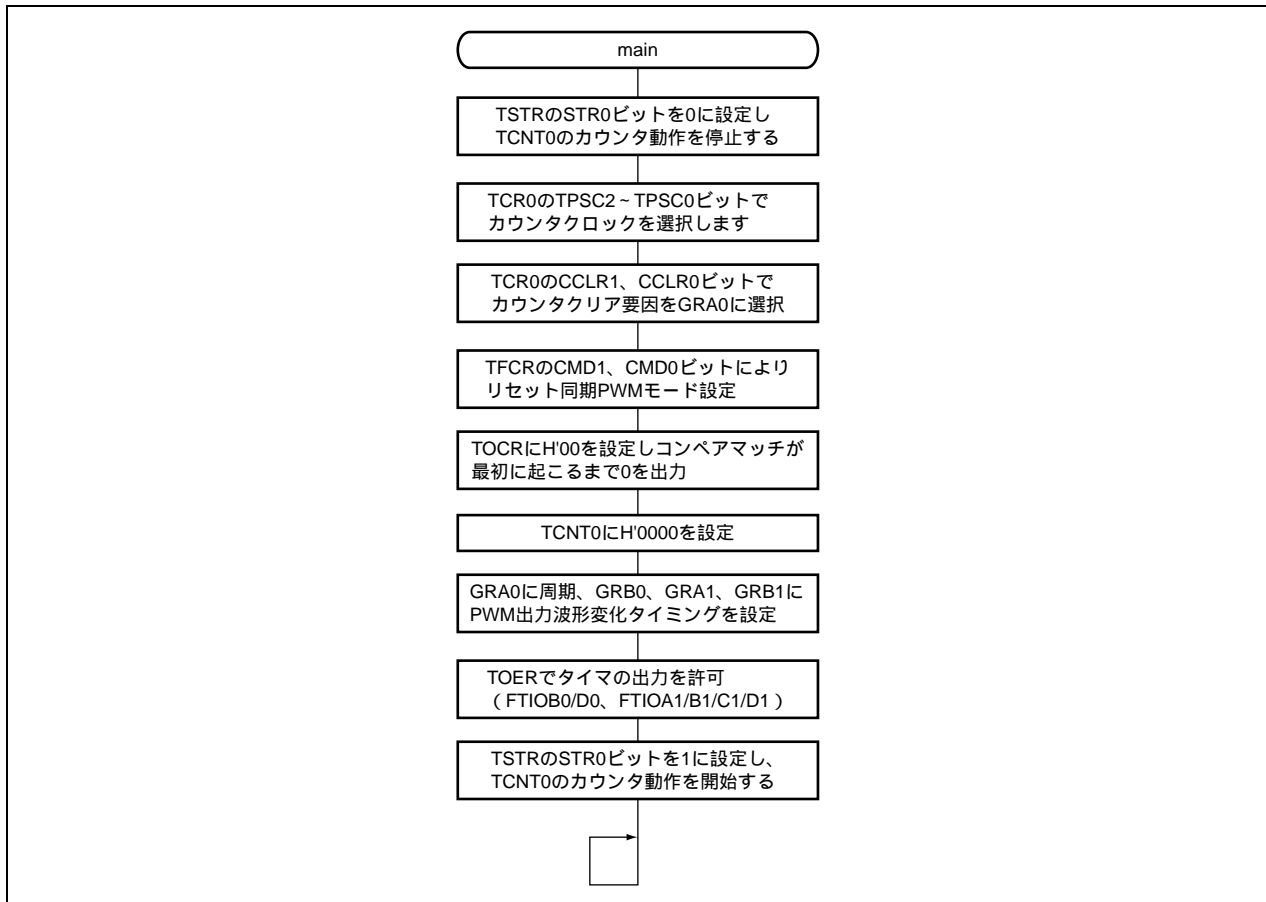 main
TSTRのSTR0ビットを0に設定し
TCNT0のカウンタ動作を停止する
TCR0のTPSC2～TPSC0ビットで
カウンタクロックを選択します
TCR0のCCLR1、CCLR0ビットで
カウンタクリア要因をGRA0に選択
TFCRのCMD1、CMD0ビットにより
リセット同期PWMモード設定
TOCRにH'00を設定しコンペアマッチが
最初に起こるまで0を出力
TCNT0にH'0000を設定
GRA0に周期、GRB0、GRA1、GRB1に
PWM出力波形変化タイミングを設定
TOERでタイマの出力を許可
（FTIOB0/D0、FTIOA1/B1/C1/D1）
TSTRのSTR0ビットを1に設定し、
TCNT0のカウンタ動作を開始する